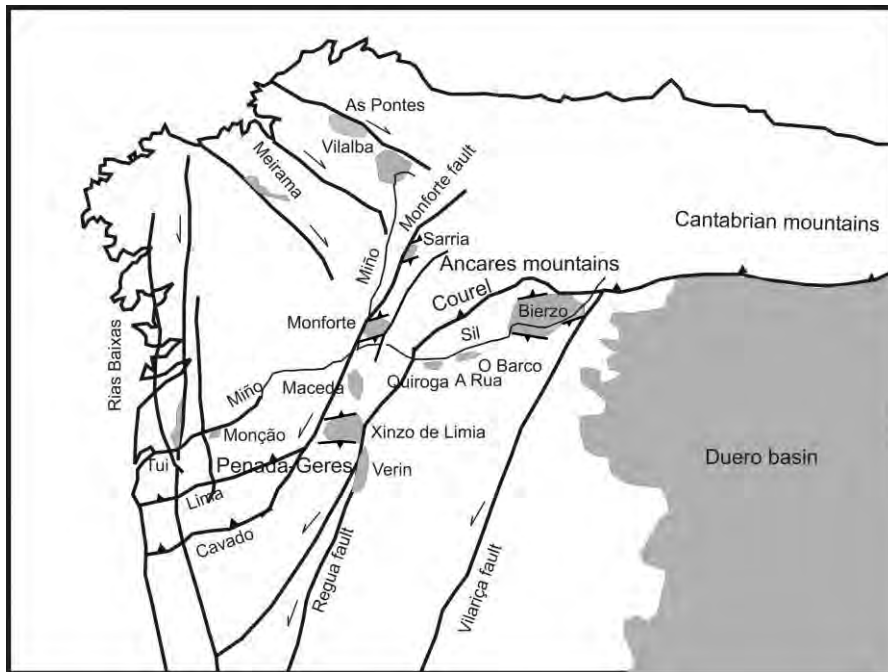 As Pontes
Vilalba
Meirama
Monforte fault
Cantabrian mountains
Sarria
Miño
Ancares mountains
Courel
Bierzo
Monforte
Sil
Rias Baixas
O Barco
Miño
Maceda
Quiroga A Rua
Monção
Xinzo de Limia
Tui
Penada-Geres
Duero basin
Verin
Lima
Cavado
Regua fault
Vilariça fault